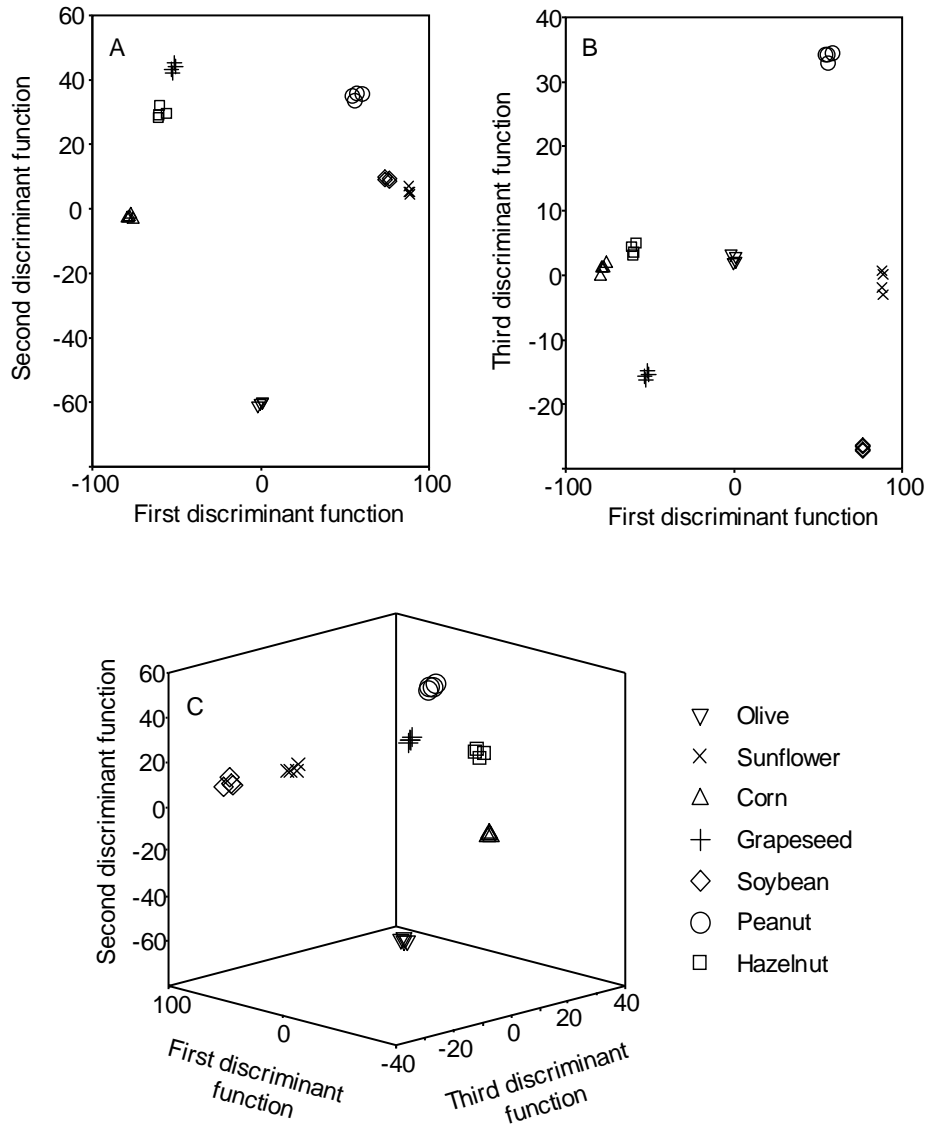 A
60
40
20
0
-20
-40
-60
-100
0
100
Second discriminant function
First discriminant function
B
40
30
20
10
0
-10
-20
-100
0
100
Third discriminant function
First discriminant function
C
60
40
20
0
-20
-40
-60
Second discriminant function
100
0
First discriminant
function
-40
-20
0
20
40
Third discriminant
function
Olive
Sunflower
Corn
Grapeseed
Soybean
Peanut
Hazelnut